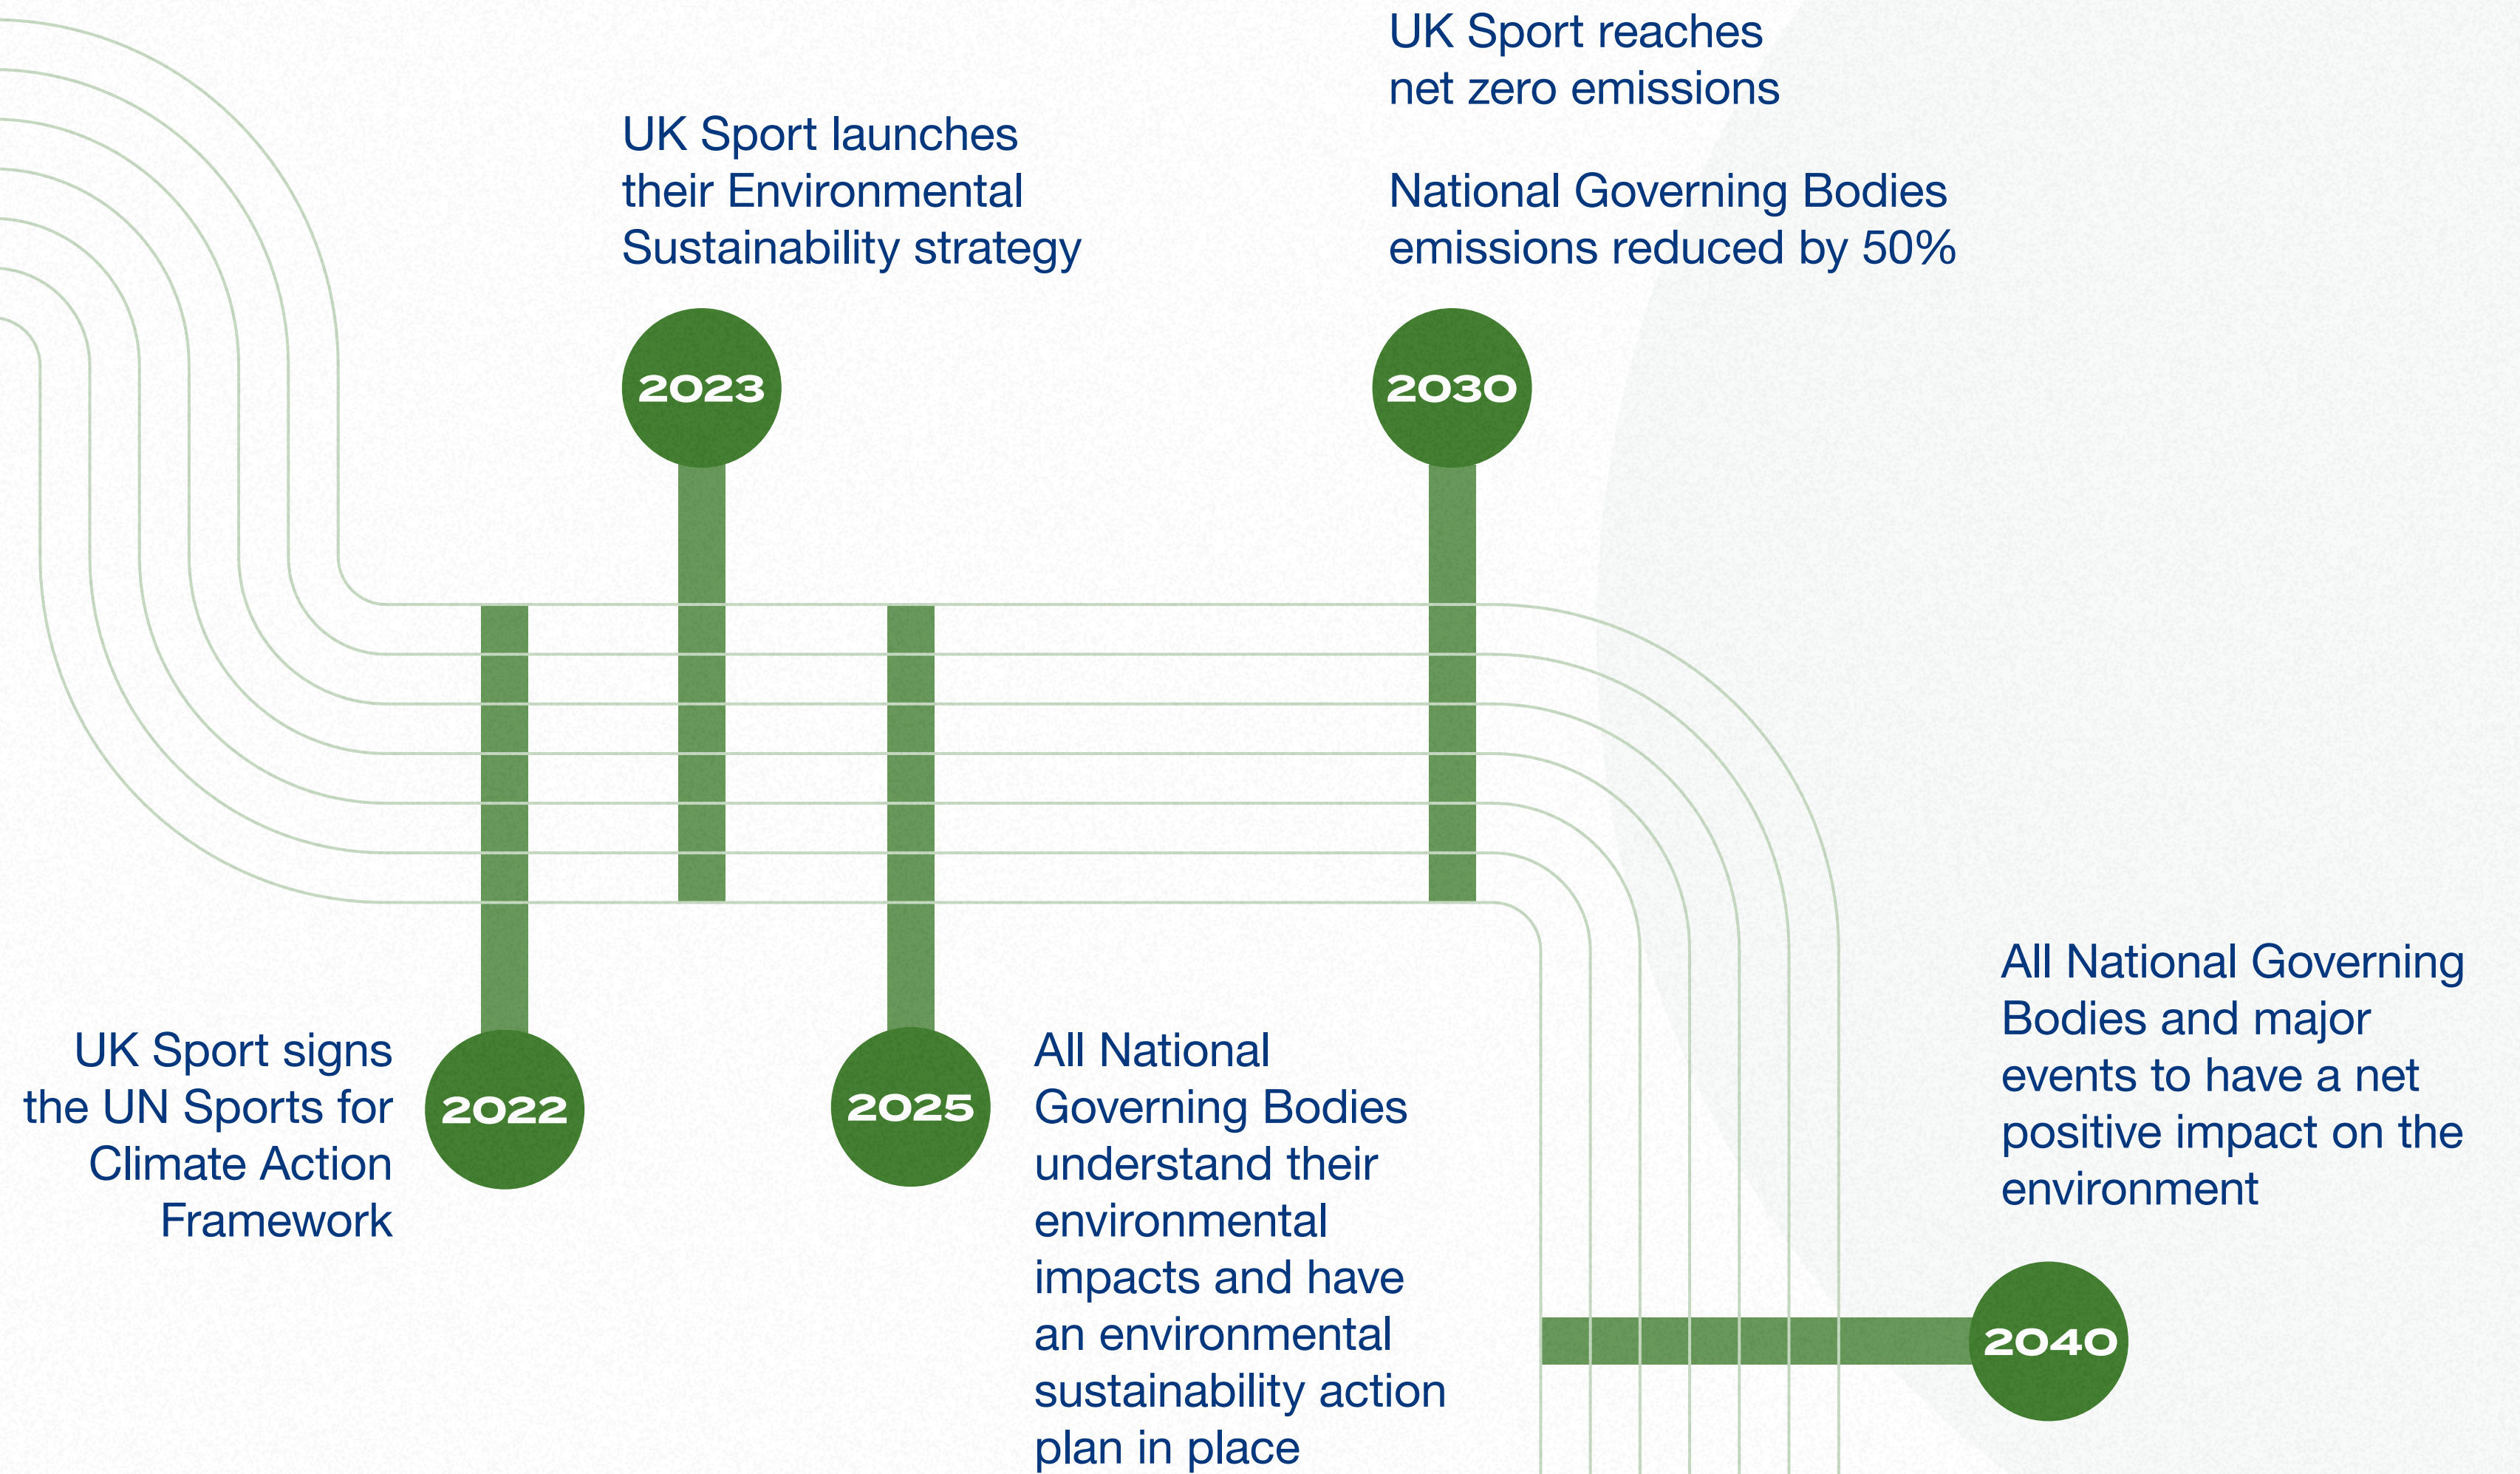 UK Sport signs
the UN Sports for
Climate Action
Framework
2022
UK Sport launches
their Environmental
Sustainability strategy
2023
2025
All National
Governing Bodies
understand their
environmental
impacts and have
an environmental
sustainability action
plan in place
UK Sport reaches
net zero emissions
National Governing Bodies
emissions reduced by 50%
2030
All National Governing
Bodies and major
events to have a net
positive impact on the
environment
2040